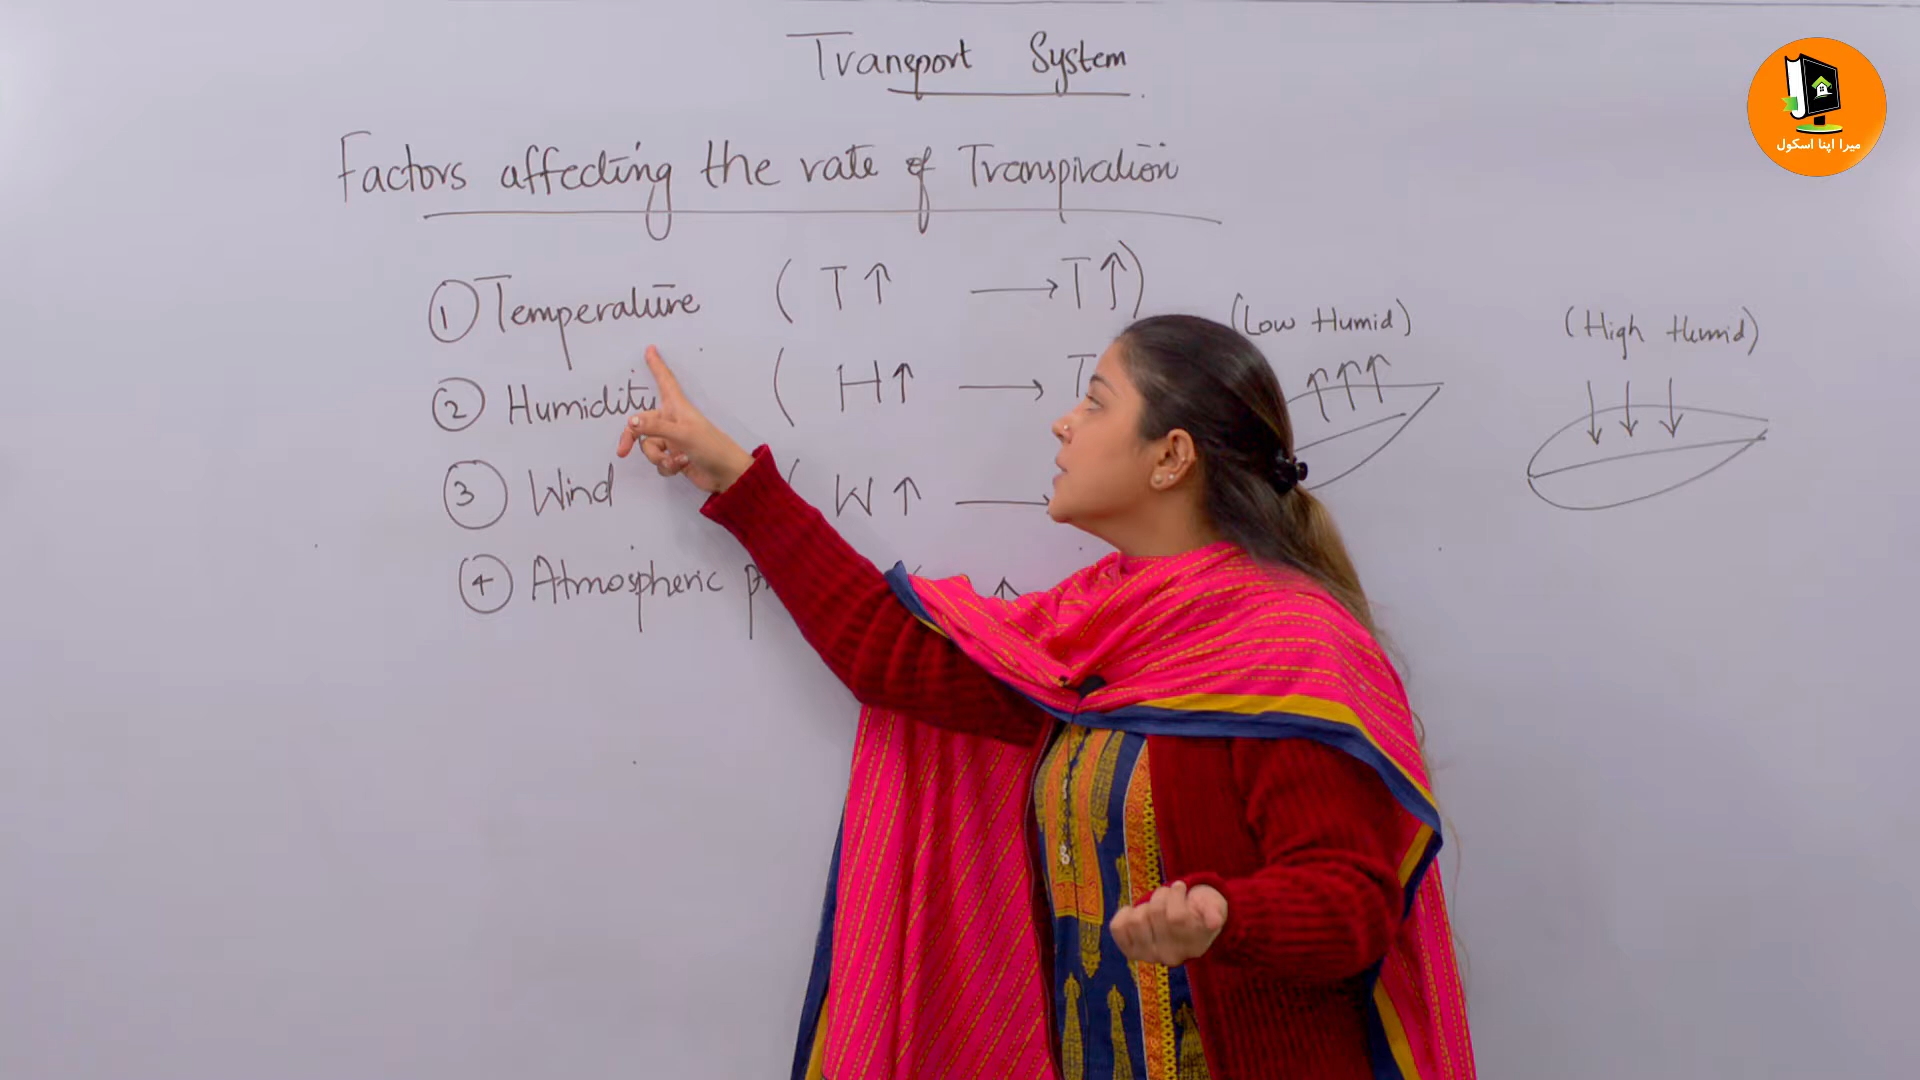 Transport System
Factors affecting the rate of Transpiration
① Temperature ( T↑ → T↑)
② Humidity ( H↑ → T
③ Wind ( W↑ →
④ Atmospheric ↑
(Low Humid)
(High Humid)
میرا اپنا اسکول